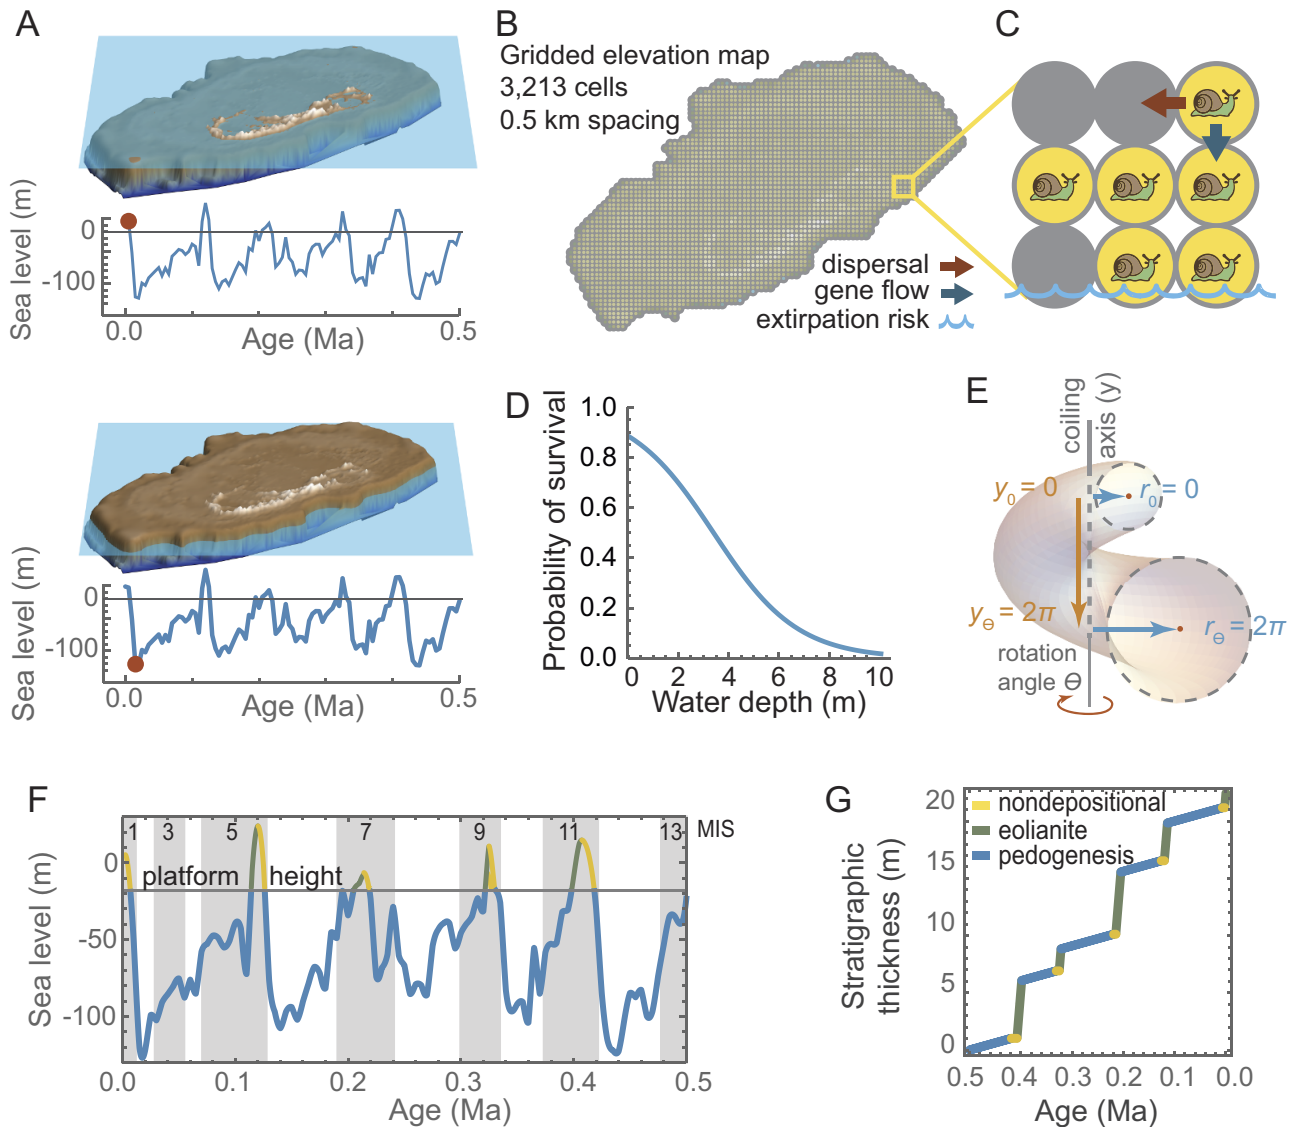 A
Sea level (m)
0
-100
0.0
0.5
Age (Ma)
Sea level (m)
0
-100
0.0
0.5
Age (Ma)
B
Gridded elevation map
3,213 cells
0.5 km spacing
dispersal
gene flow
extirpation risk
C
D
Probability of survival
1.0
0.8
0.6
0.4
0.2
0.0
0
2
4
6
8
10
Water depth (m)
E
coiling
axis (y)
y0 = 0
r0 = 0
yΘ = 2π
rΘ = 2π
rotation
angle Θ
F
Sea level (m)
0
-50
-100
1
3
5
7
9
11
13
MIS
platform height
0.0
0.1
0.2
0.3
0.4
0.5
Age (Ma)
G
Stratigraphic
thickness (m)
20
15
10
5
0
nondepositional
eolianite
pedogenesis
0.5
0.4
0.3
0.2
0.1
0.0
Age (Ma)